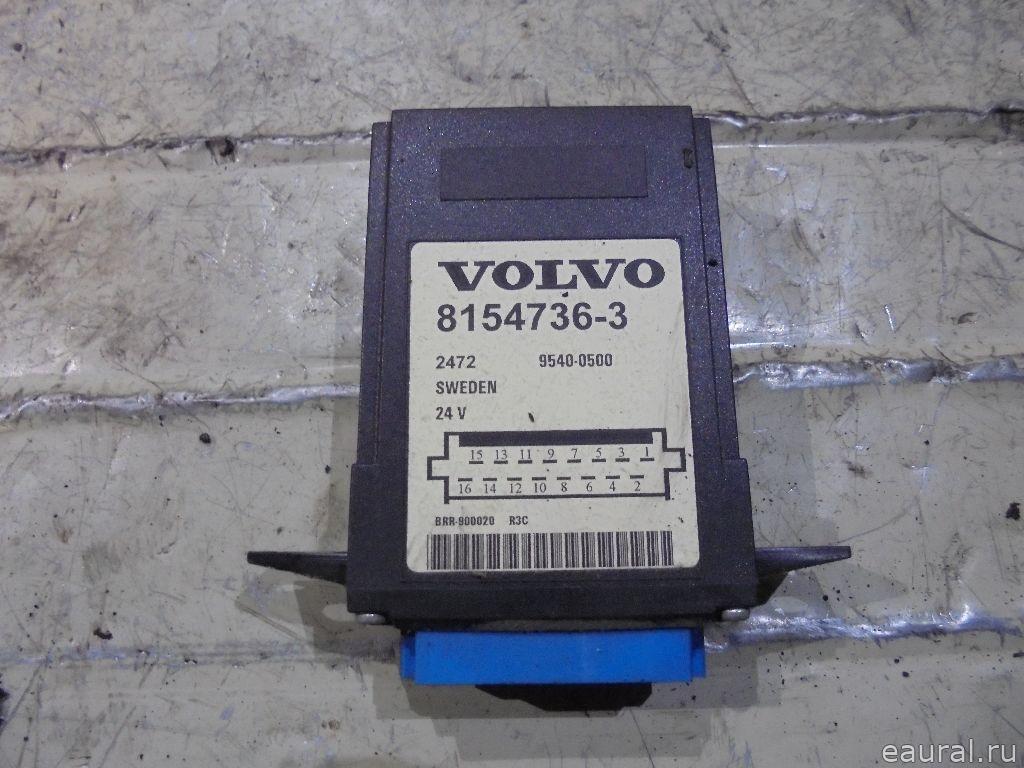 VOLVO
8154736-3
2472 9540-0500
SWEDEN
24 V
15 13 11 9 7 5 3 1
16 14 12 10 8 6 4 2
BRR-900020 R3C
eaural.ru